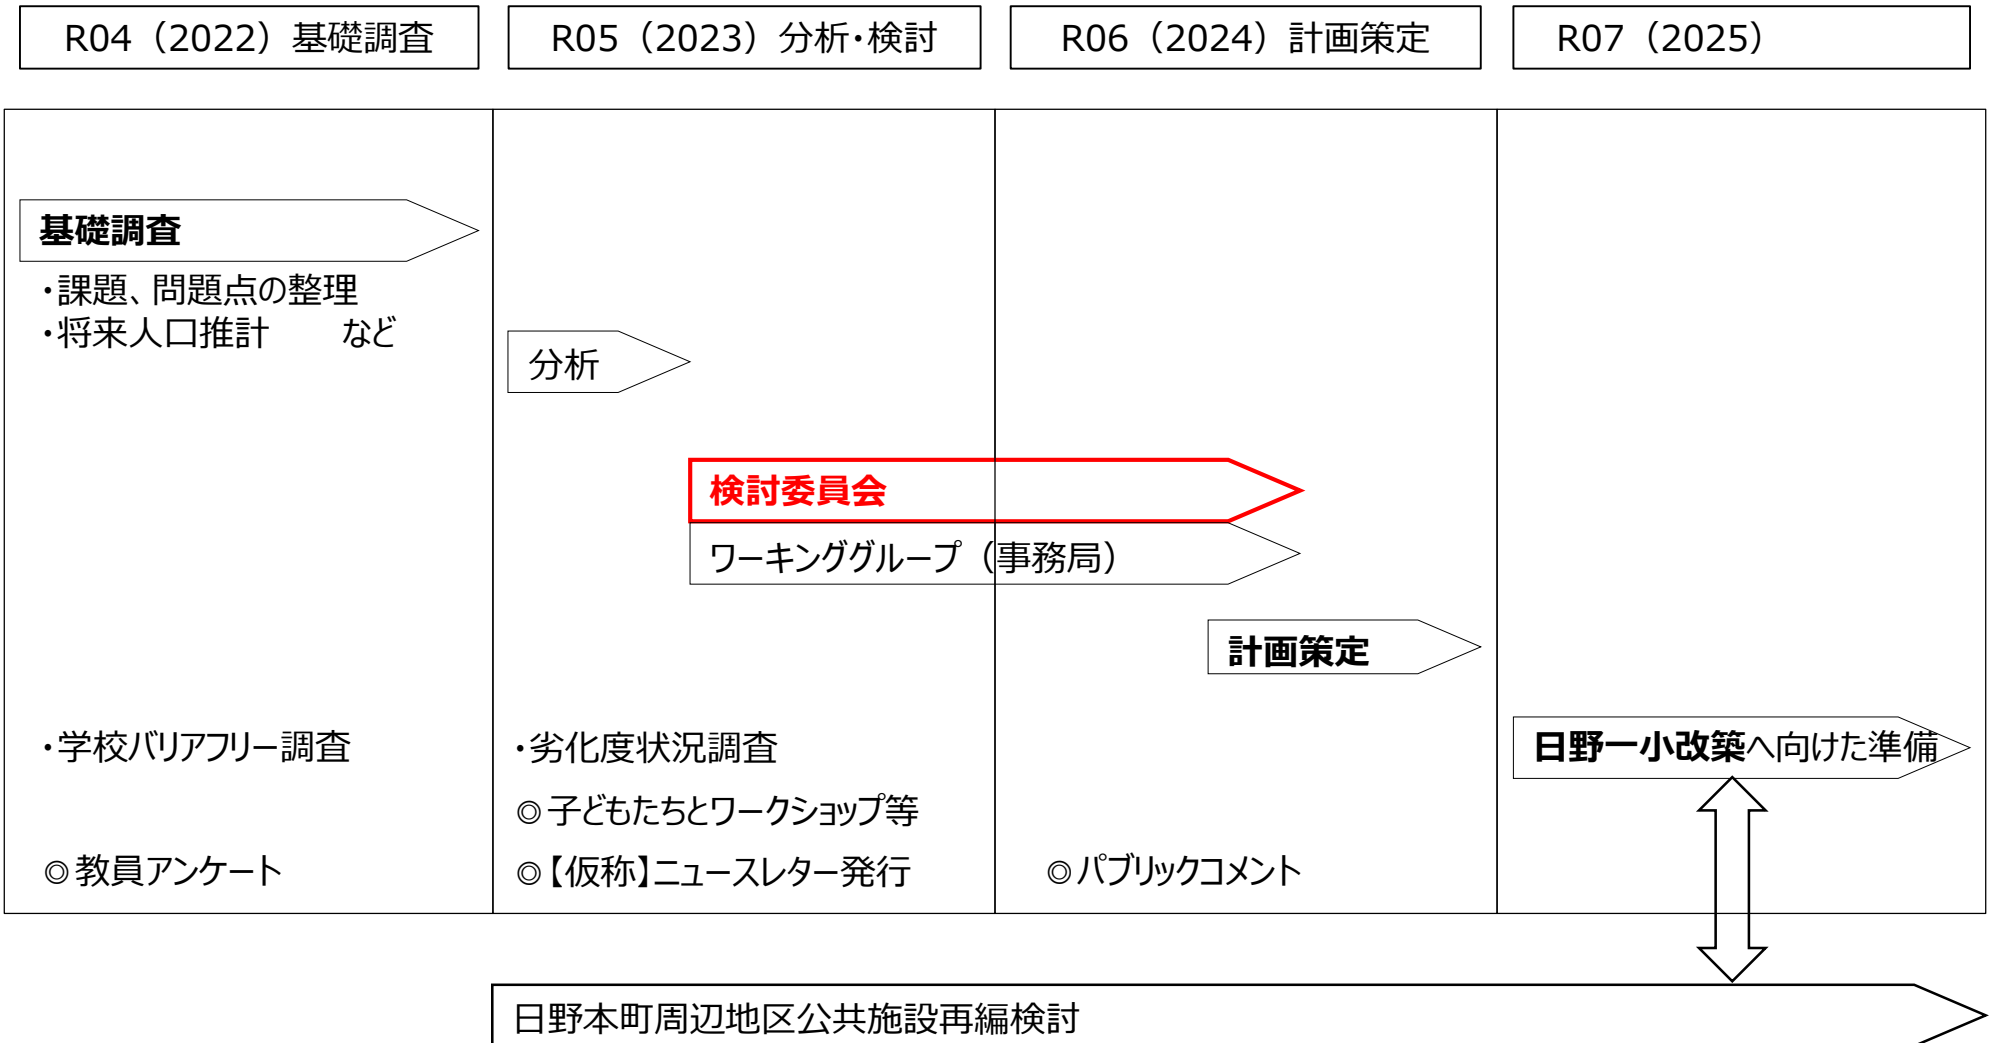 R04（2022）基礎調査
R05（2023）分析・検討
R06（2024）計画策定
R07（2025）
基礎調査
・課題、問題点の整理
・将来人口推計　　など
分析
検討委員会
ワーキンググループ（事務局）
計画策定
・学校バリアフリー調査
・劣化度状況調査
日野一小改築へ向けた準備
◎子どもたちとワークショップ等
◎教員アンケート
◎【仮称】ニュースレター発行
◎パブリックコメント
日野本町周辺地区公共施設再編検討